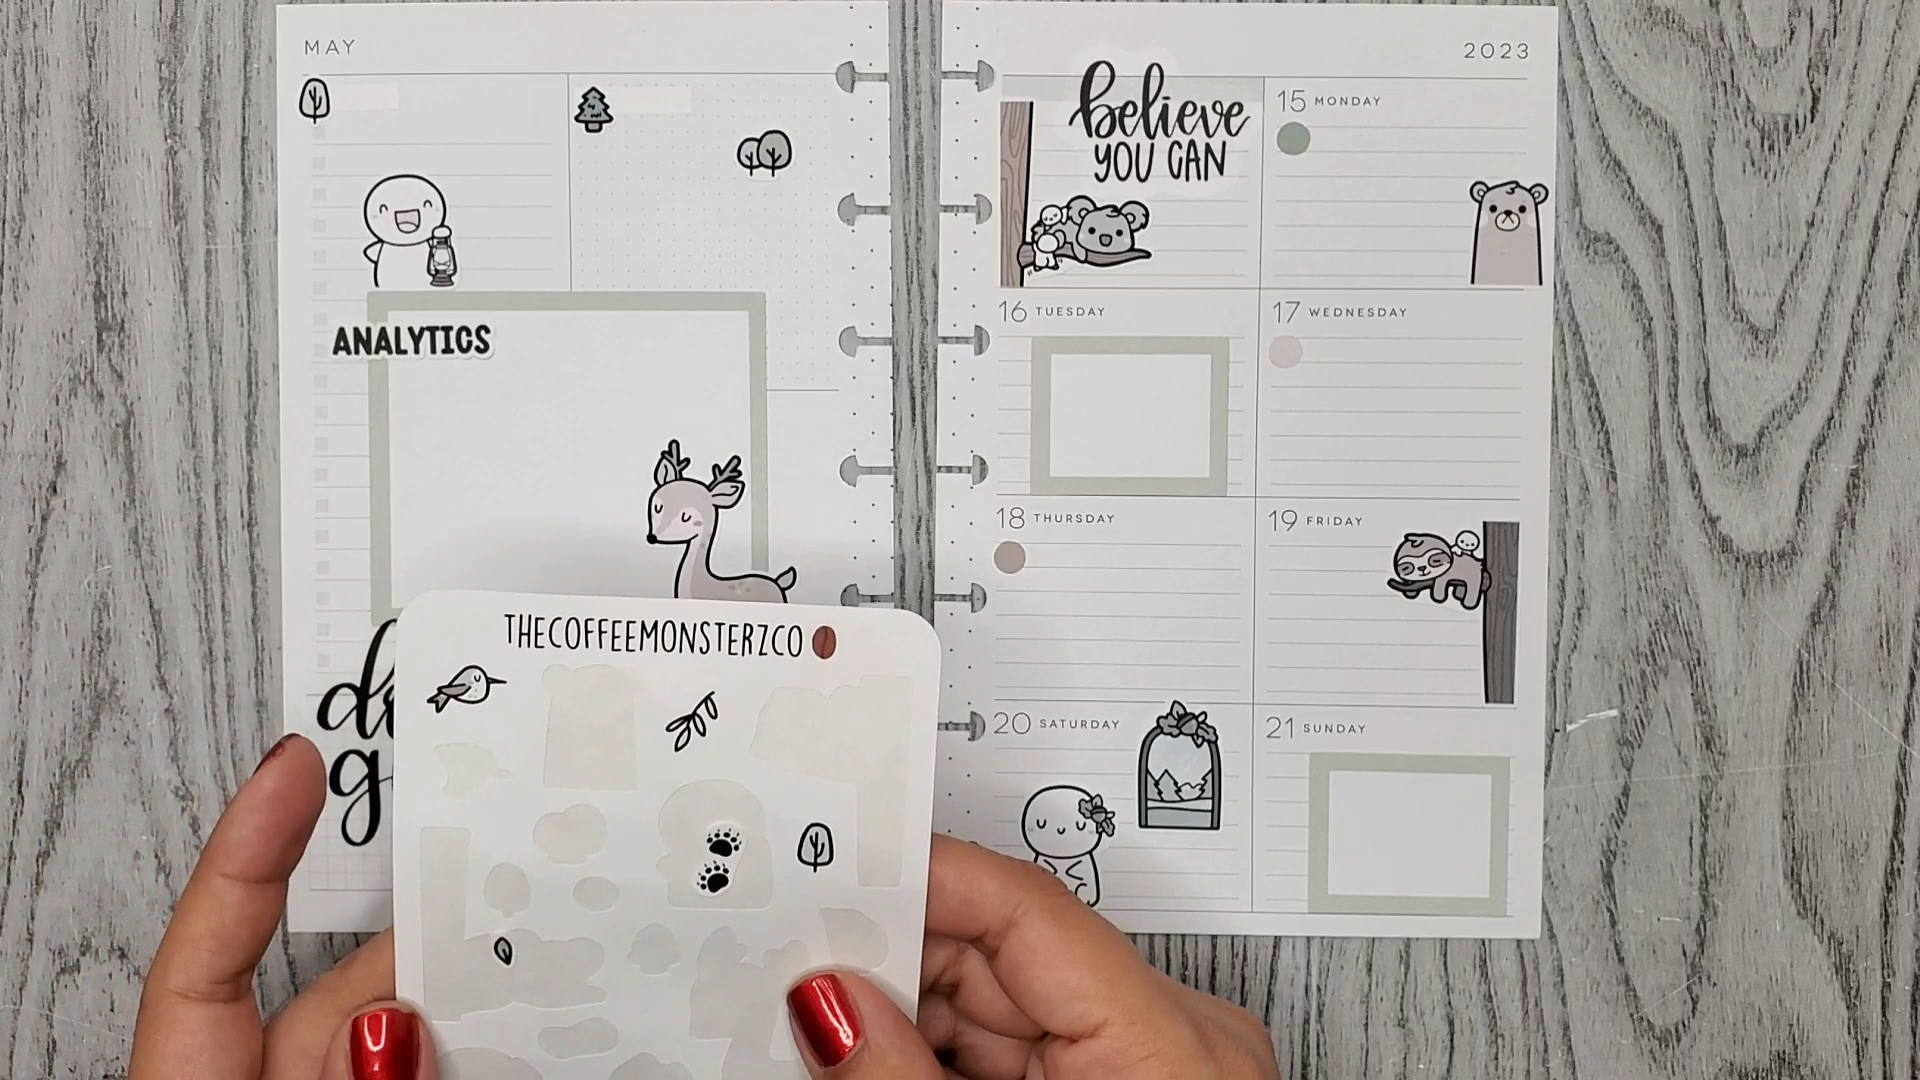 MAY
ANALYTICS
THECOFFEEMONSTERZCO
2023
believe
YOU CAN
15 MONDAY
16 TUESDAY
17 WEDNESDAY
18 THURSDAY
19 FRIDAY
20 SATURDAY
21 SUNDAY